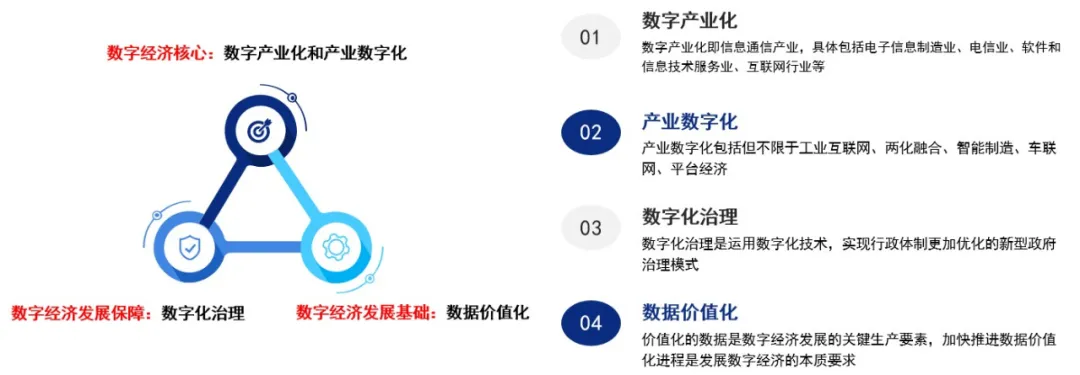 数字经济核心：数字产业化和产业数字化
数字经济发展保障：数字化治理
数字经济发展基础：数据价值化
01
数字产业化
数字产业化即信息通信产业，具体包括电子信息制造业、电信业、软件和
信息技术服务业、互联网行业等
02
产业数字化
产业数字化包括但不限于工业互联网、两化融合、智能制造、车联
网、平台经济
03
数字化治理
数字化治理是运用数字化技术，实现行政体制更加优化的新型政府
治理模式
04
数据价值化
价值化的数据是数字经济发展的关键生产要素，加快推进数据价值
化进程是发展数字经济的本质要求